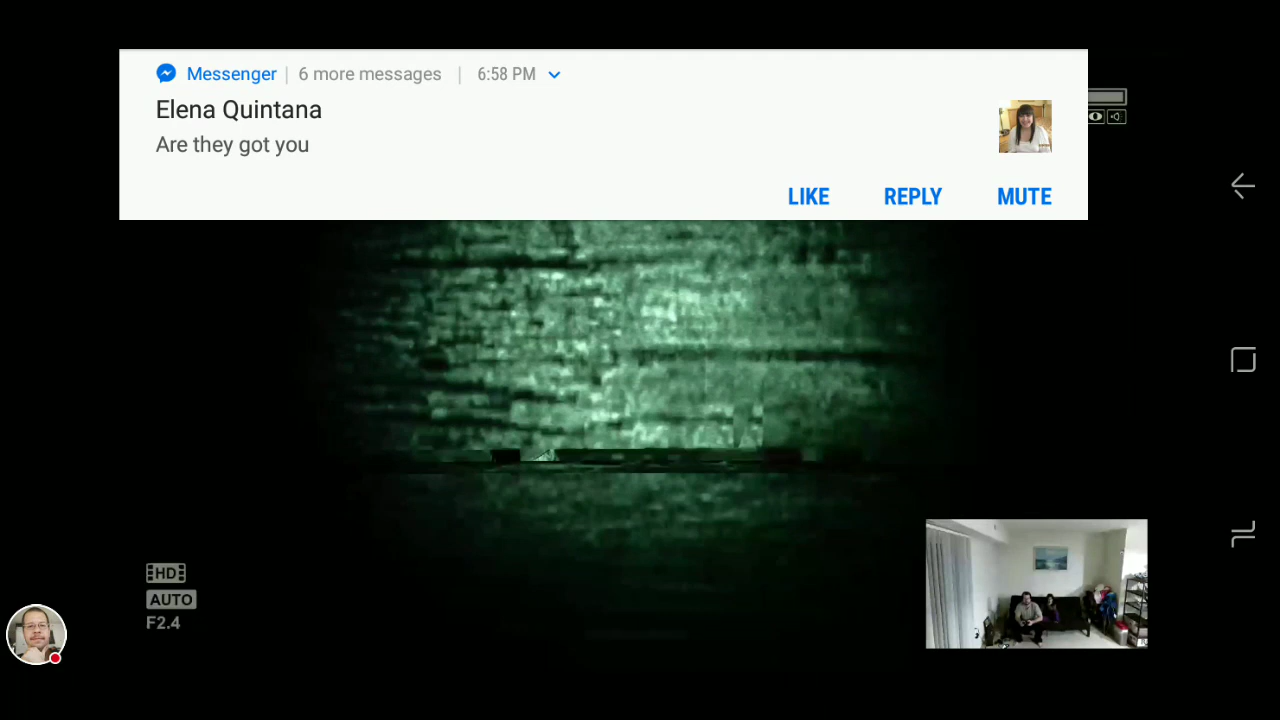 Messenger | 6 more messages | 6:58 PM
Elena Quintana
Are they got you
LIKE REPLY MUTE
HD
AUTO
F2.4